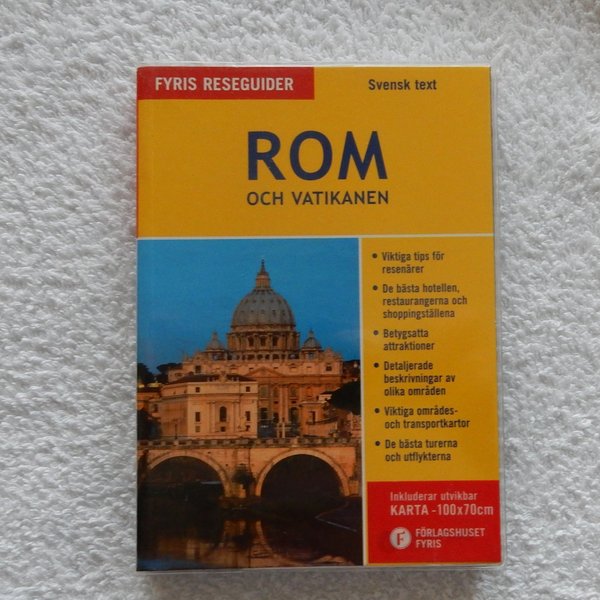 FYRIS RESEGUIDER
Svensk text
ROM
OCH VATIKANEN
• Viktiga tips för
resenärer
• De bästa hotellen,
restaurangerna och
shoppingställena
• Betygsatta
attraktioner
• Detaljerade
beskrivningar av
olika områden
• Viktiga områdes-
och transportkartor
• De bästa turerna
och utflykterna
Inkluderar utvikbar
KARTA -100x70cm
F
FÖRLAGSHUSET
FYRIS